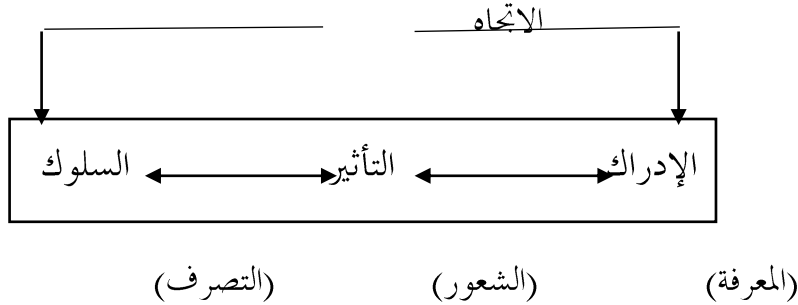 الاتجاه
الإدراك التأثير السلوك
(المعرفة) (الشعور) (التصرف)